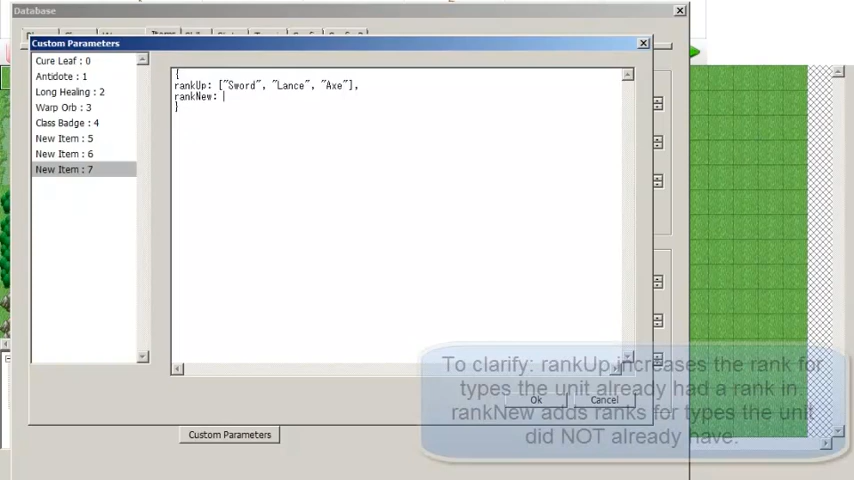 Database
Items
Custom Parameters
Cure Leaf : 0
Antidote : 1
Long Healing : 2
Warp Orb : 3
Class Badge : 4
New Item : 5
New Item : 6
New Item : 7
{
rankUp: ["Sword", "Lance", "Axe"],
rankNew:
}
To clarify: rankUp increases the rank for
types the unit already had a rank in.
rankNew adds ranks for types the unit
did NOT already have.
Ok
Cancel
Custom Parameters